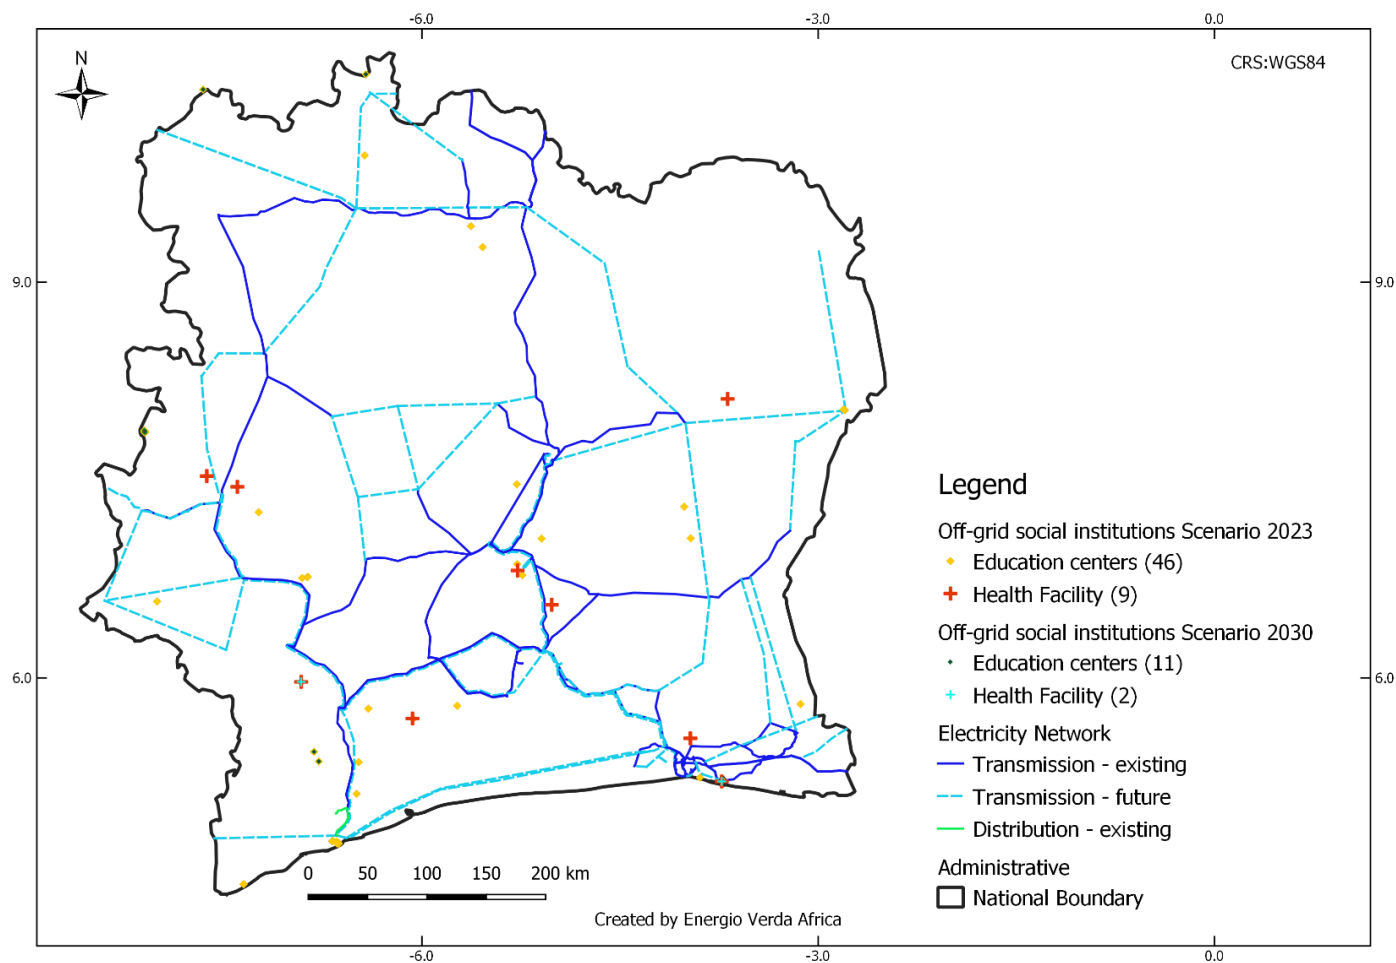 -6.0
-3.0
0.0
N
CRS:WGS84
9.0
9.0
Legend
Off-grid social institutions Scenario 2023
Education centers (46)
Health Facility (9)
Off-grid social institutions Scenario 2030
Education centers (11)
Health Facility (2)
6.0
6.0
Electricity Network
Transmission - existing
Transmission - future
Distribution - existing
Administrative
National Boundary
0 50 100 150 200 km
Created by Energio Verda Africa
-6.0
-3.0
0.0